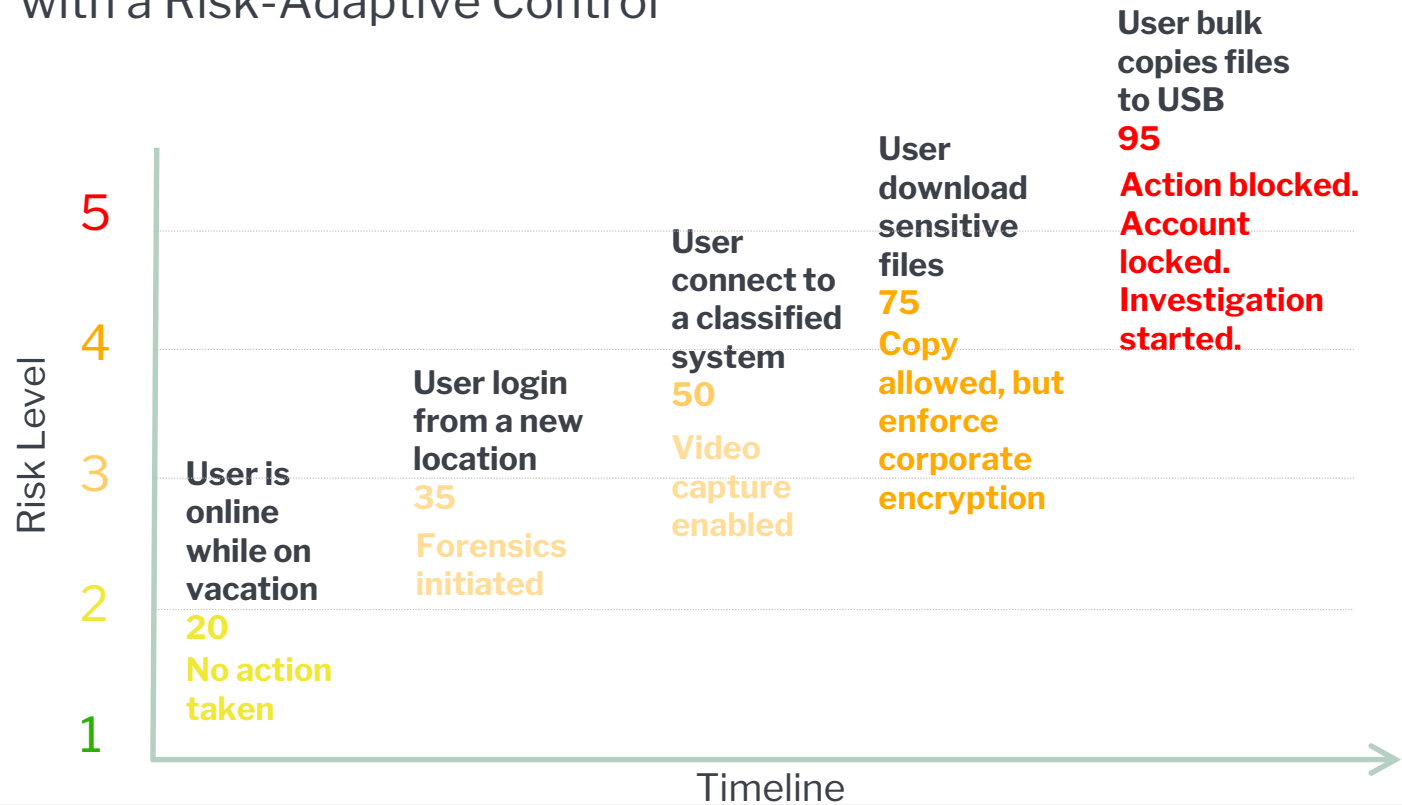 with a Risk-Adaptive Control
User bulk
copies files
to USB
95
Action blocked.
Account
locked.
Investigation
started.
User
download
sensitive
files
75
Copy
allowed, but
enforce
corporate
encryption
User
connect to
a classified
system
50
Video
capture
enabled
User login
from a new
location
35
Forensics
initiated
User is
online
while on
vacation
20
No action
taken
5
4
3
2
1
Risk Level
Timeline